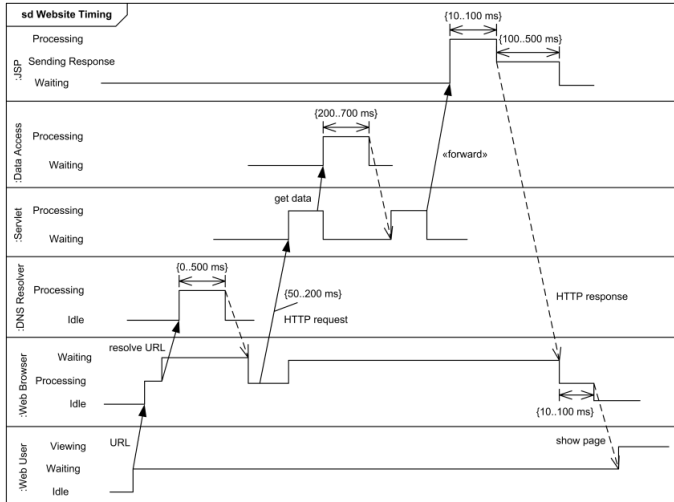 sd Website Timing
{10..100 ms}
Processing
{100..500 ms}
Sending Response
Waiting
:JSP
{200..700 ms}
Processing
Waiting
«forward»
:Data Access
get data
Processing
Waiting
:Servlet
{0..500 ms}
Processing
{50..200 ms}
HTTP request
HTTP response
Idle
:DNS Resolver
resolve URL
Waiting
Processing
Idle
{10..100 ms}
:Web Browser
URL
show page
Viewing
Waiting
Idle
:Web User